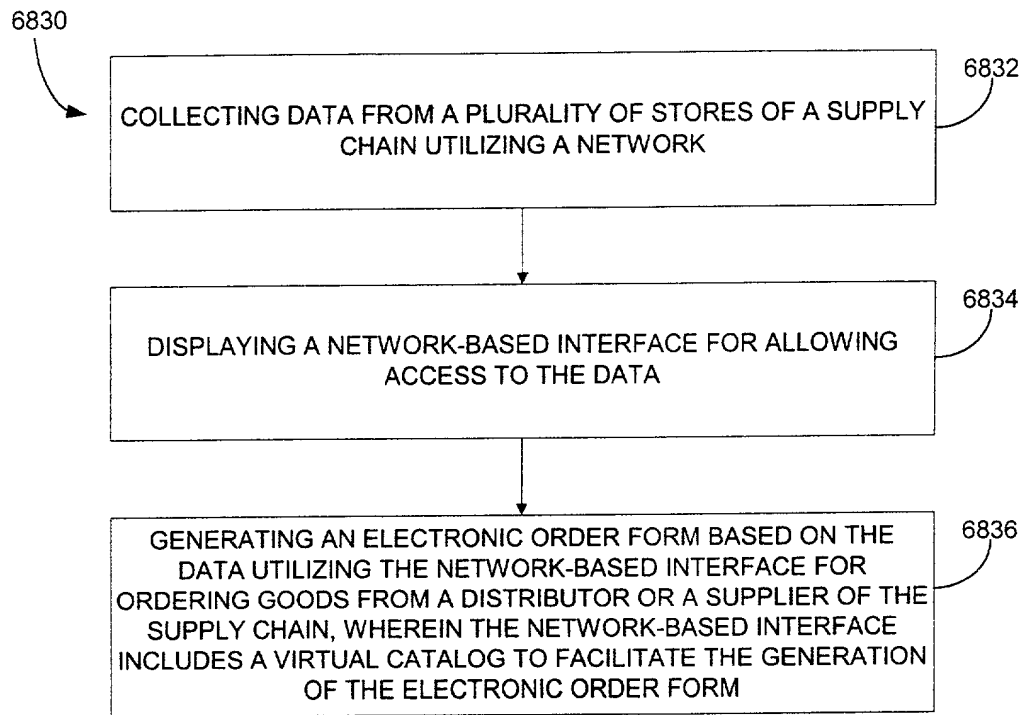 6830
6832
COLLECTING DATA FROM A PLURALITY OF STORES OF A SUPPLY
CHAIN UTILIZING A NETWORK
6834
DISPLAYING A NETWORK-BASED INTERFACE FOR ALLOWING
ACCESS TO THE DATA
6836
GENERATING AN ELECTRONIC ORDER FORM BASED ON THE
DATA UTILIZING THE NETWORK-BASED INTERFACE FOR
ORDERING GOODS FROM A DISTRIBUTOR OR A SUPPLIER OF THE
SUPPLY CHAIN, WHEREIN THE NETWORK-BASED INTERFACE
INCLUDES A VIRTUAL CATALOG TO FACILITATE THE GENERATION
OF THE ELECTRONIC ORDER FORM